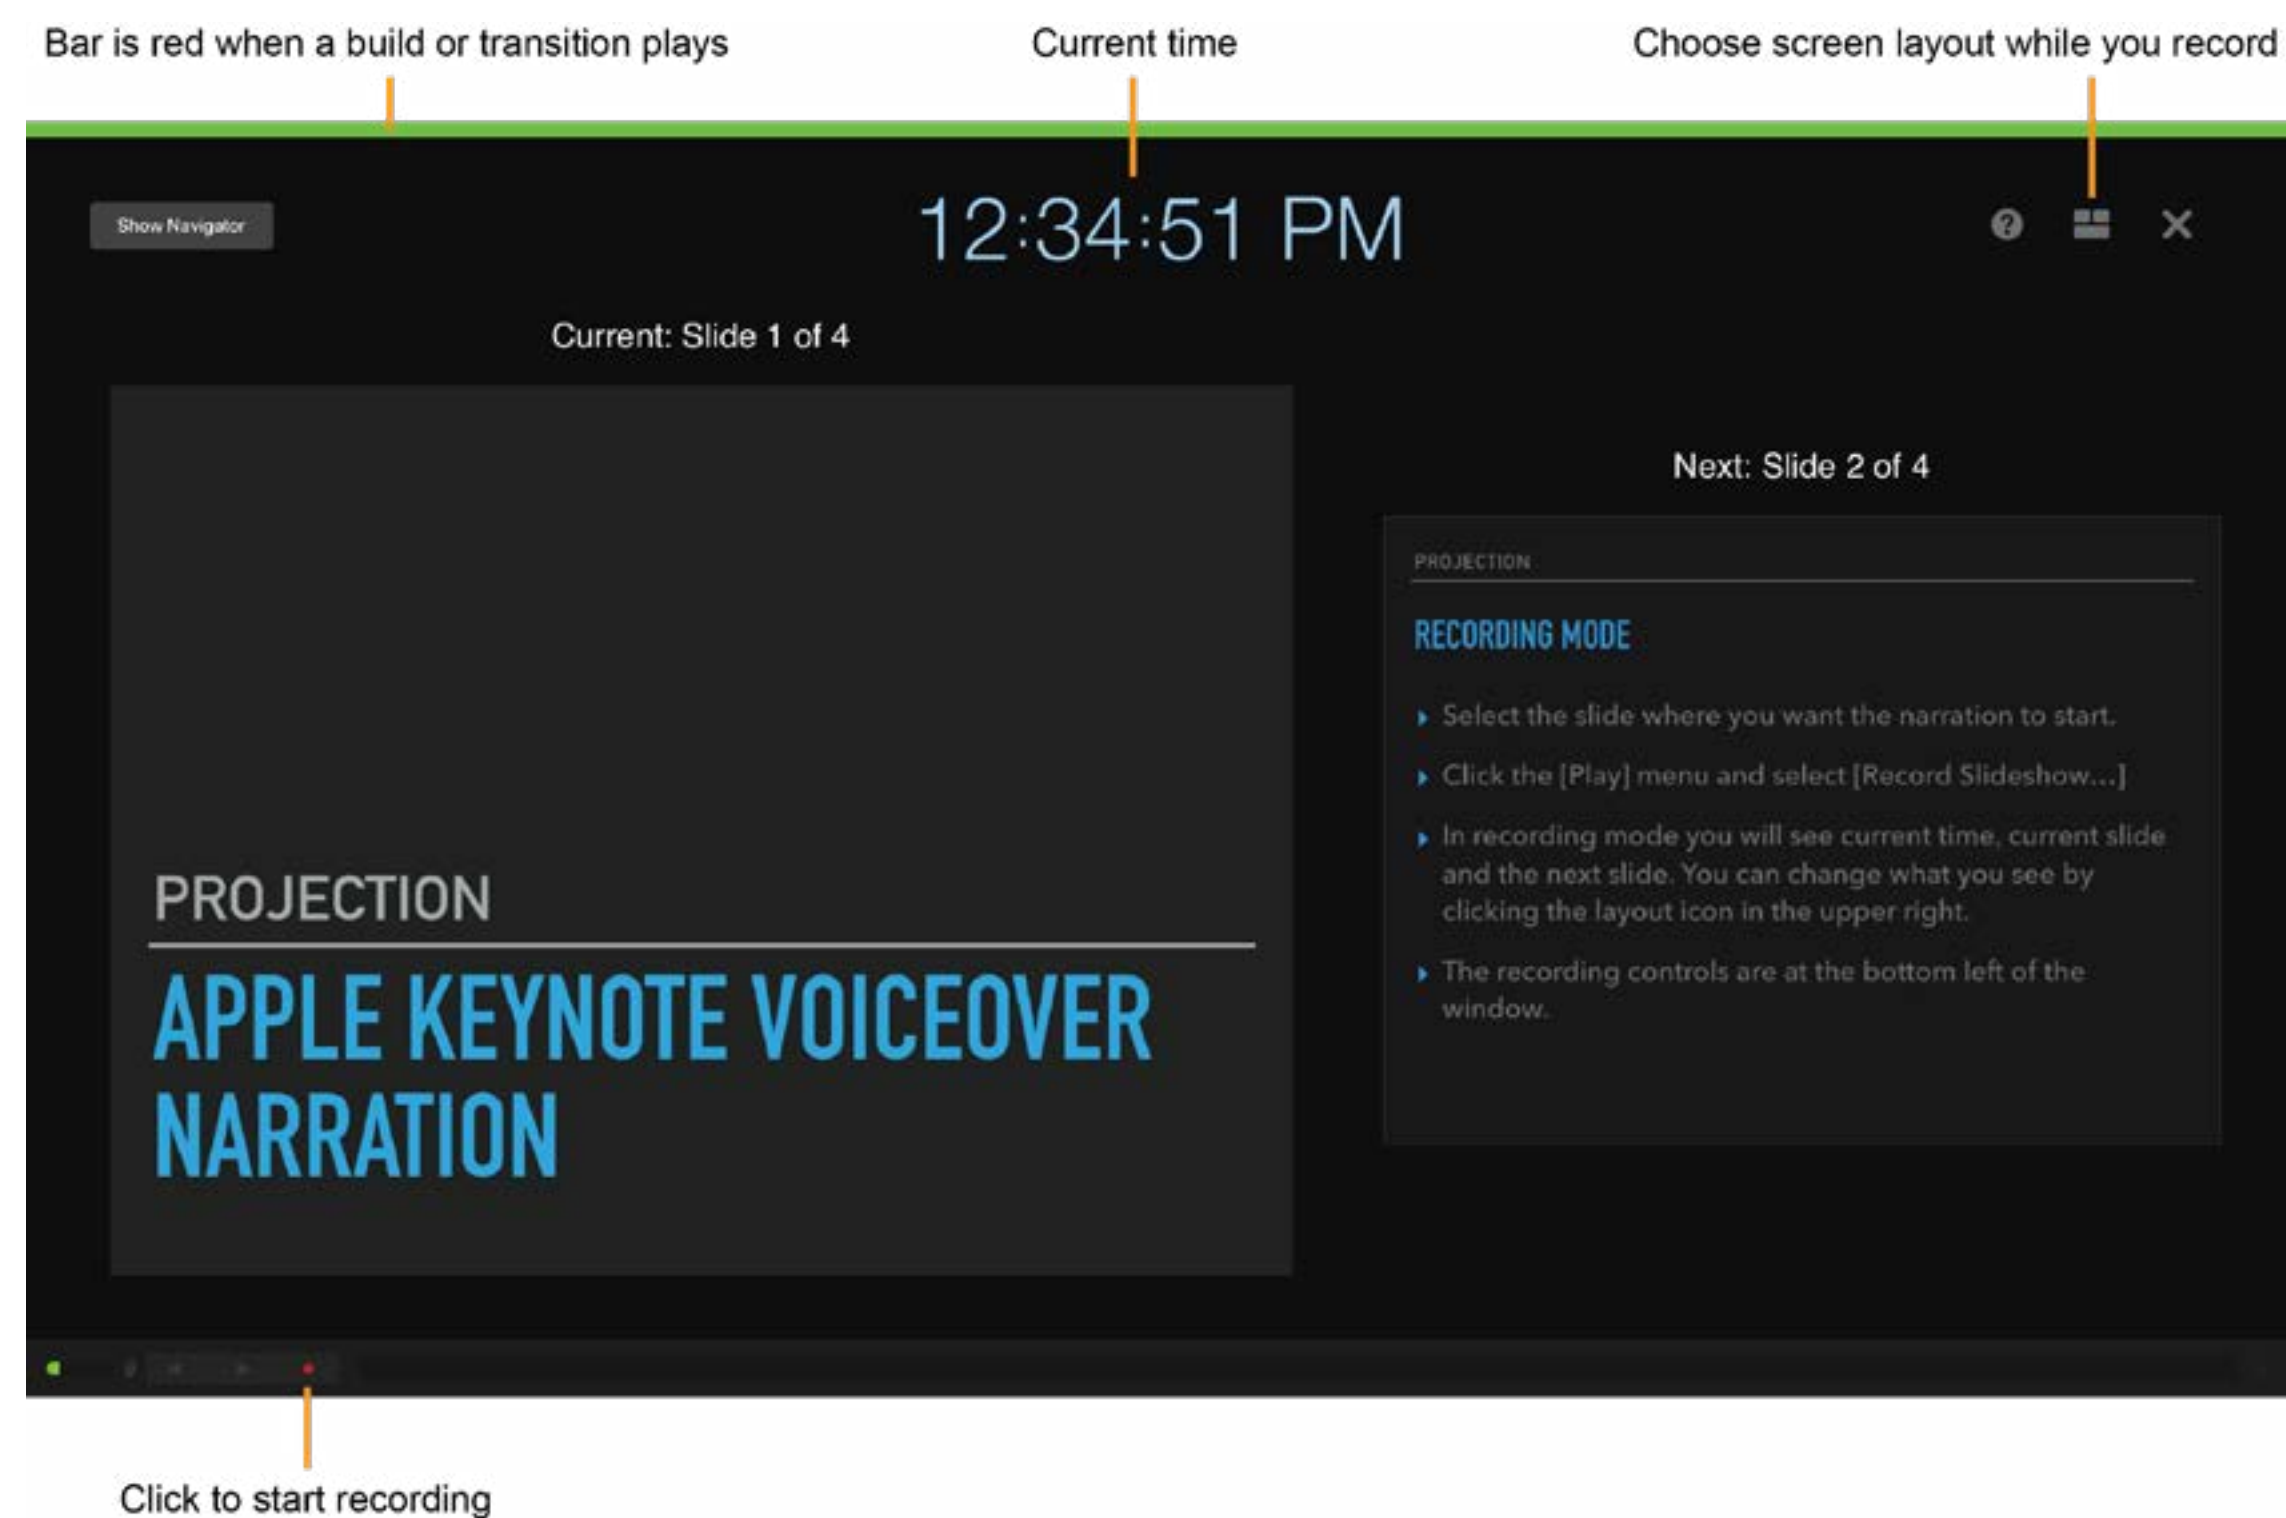 Bar is red when a build or transition plays
Current time
Choose screen layout while you record
Show Navigator
12:34:51 PM
?
Current: Slide 1 of 4
Next: Slide 2 of 4
PROJECTION
APPLE KEYNOTE VOICEOVER
NARRATION
PROJECTION
RECORDING MODE
Select the slide where you want the narration to start.
Click the [Play] menu and select [Record Slideshow...]
In recording mode you will see current time, current slide
and the next slide. You can change what you see by
clicking the layout icon in the upper right.
The recording controls are at the bottom left of the
window.
Click to start recording